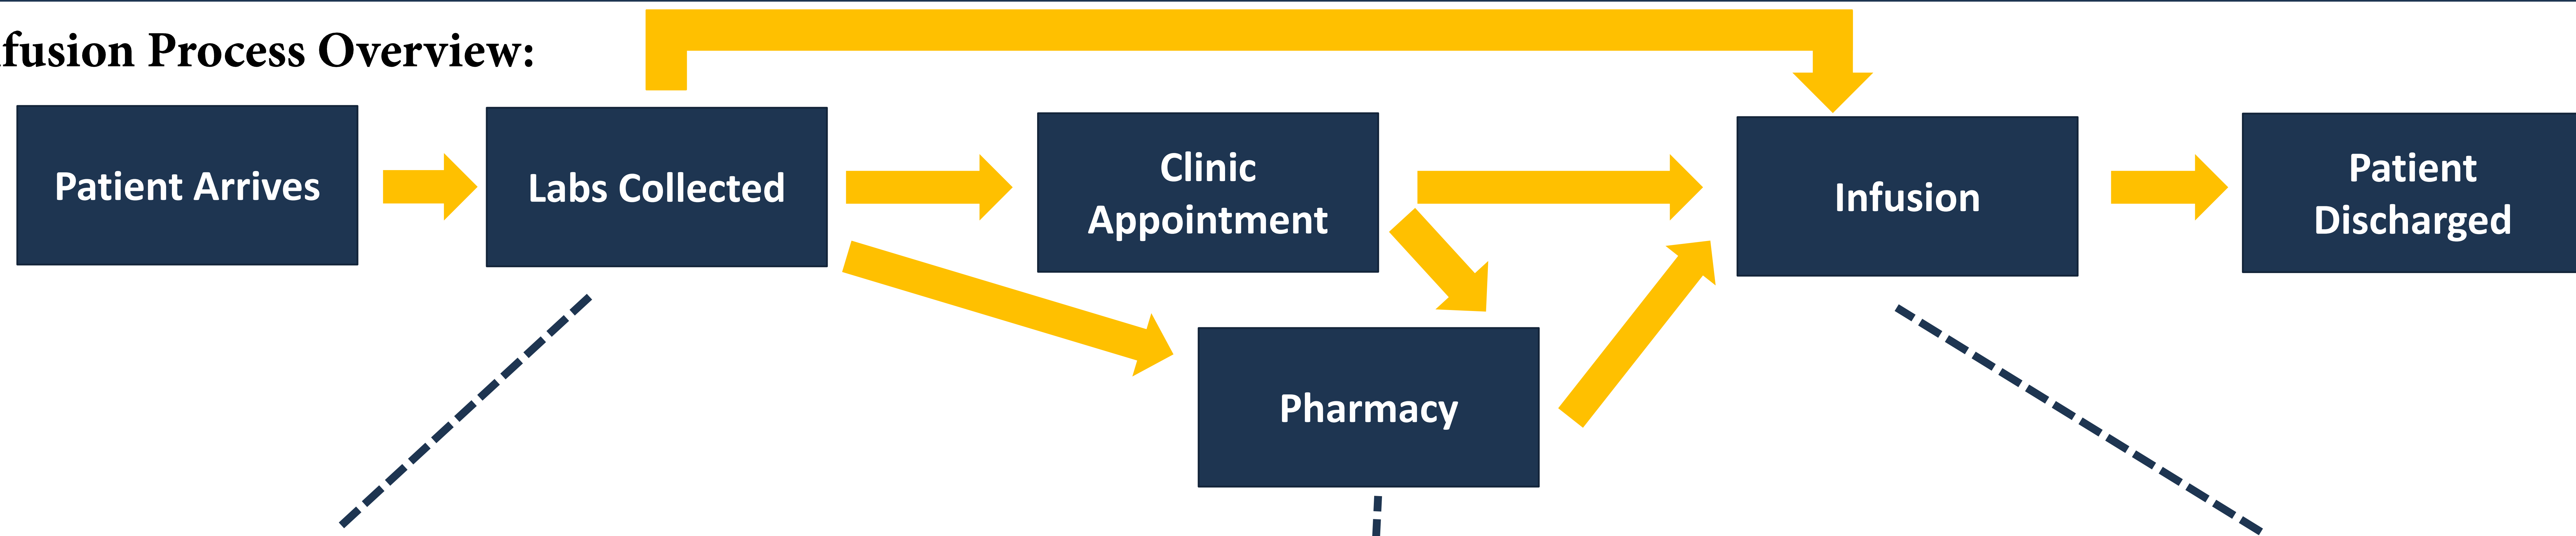 fusion Process Overview:
Patient Arrives
Labs Collected
Clinic
Appointment
Infusion
Patient
Discharged
Pharmacy